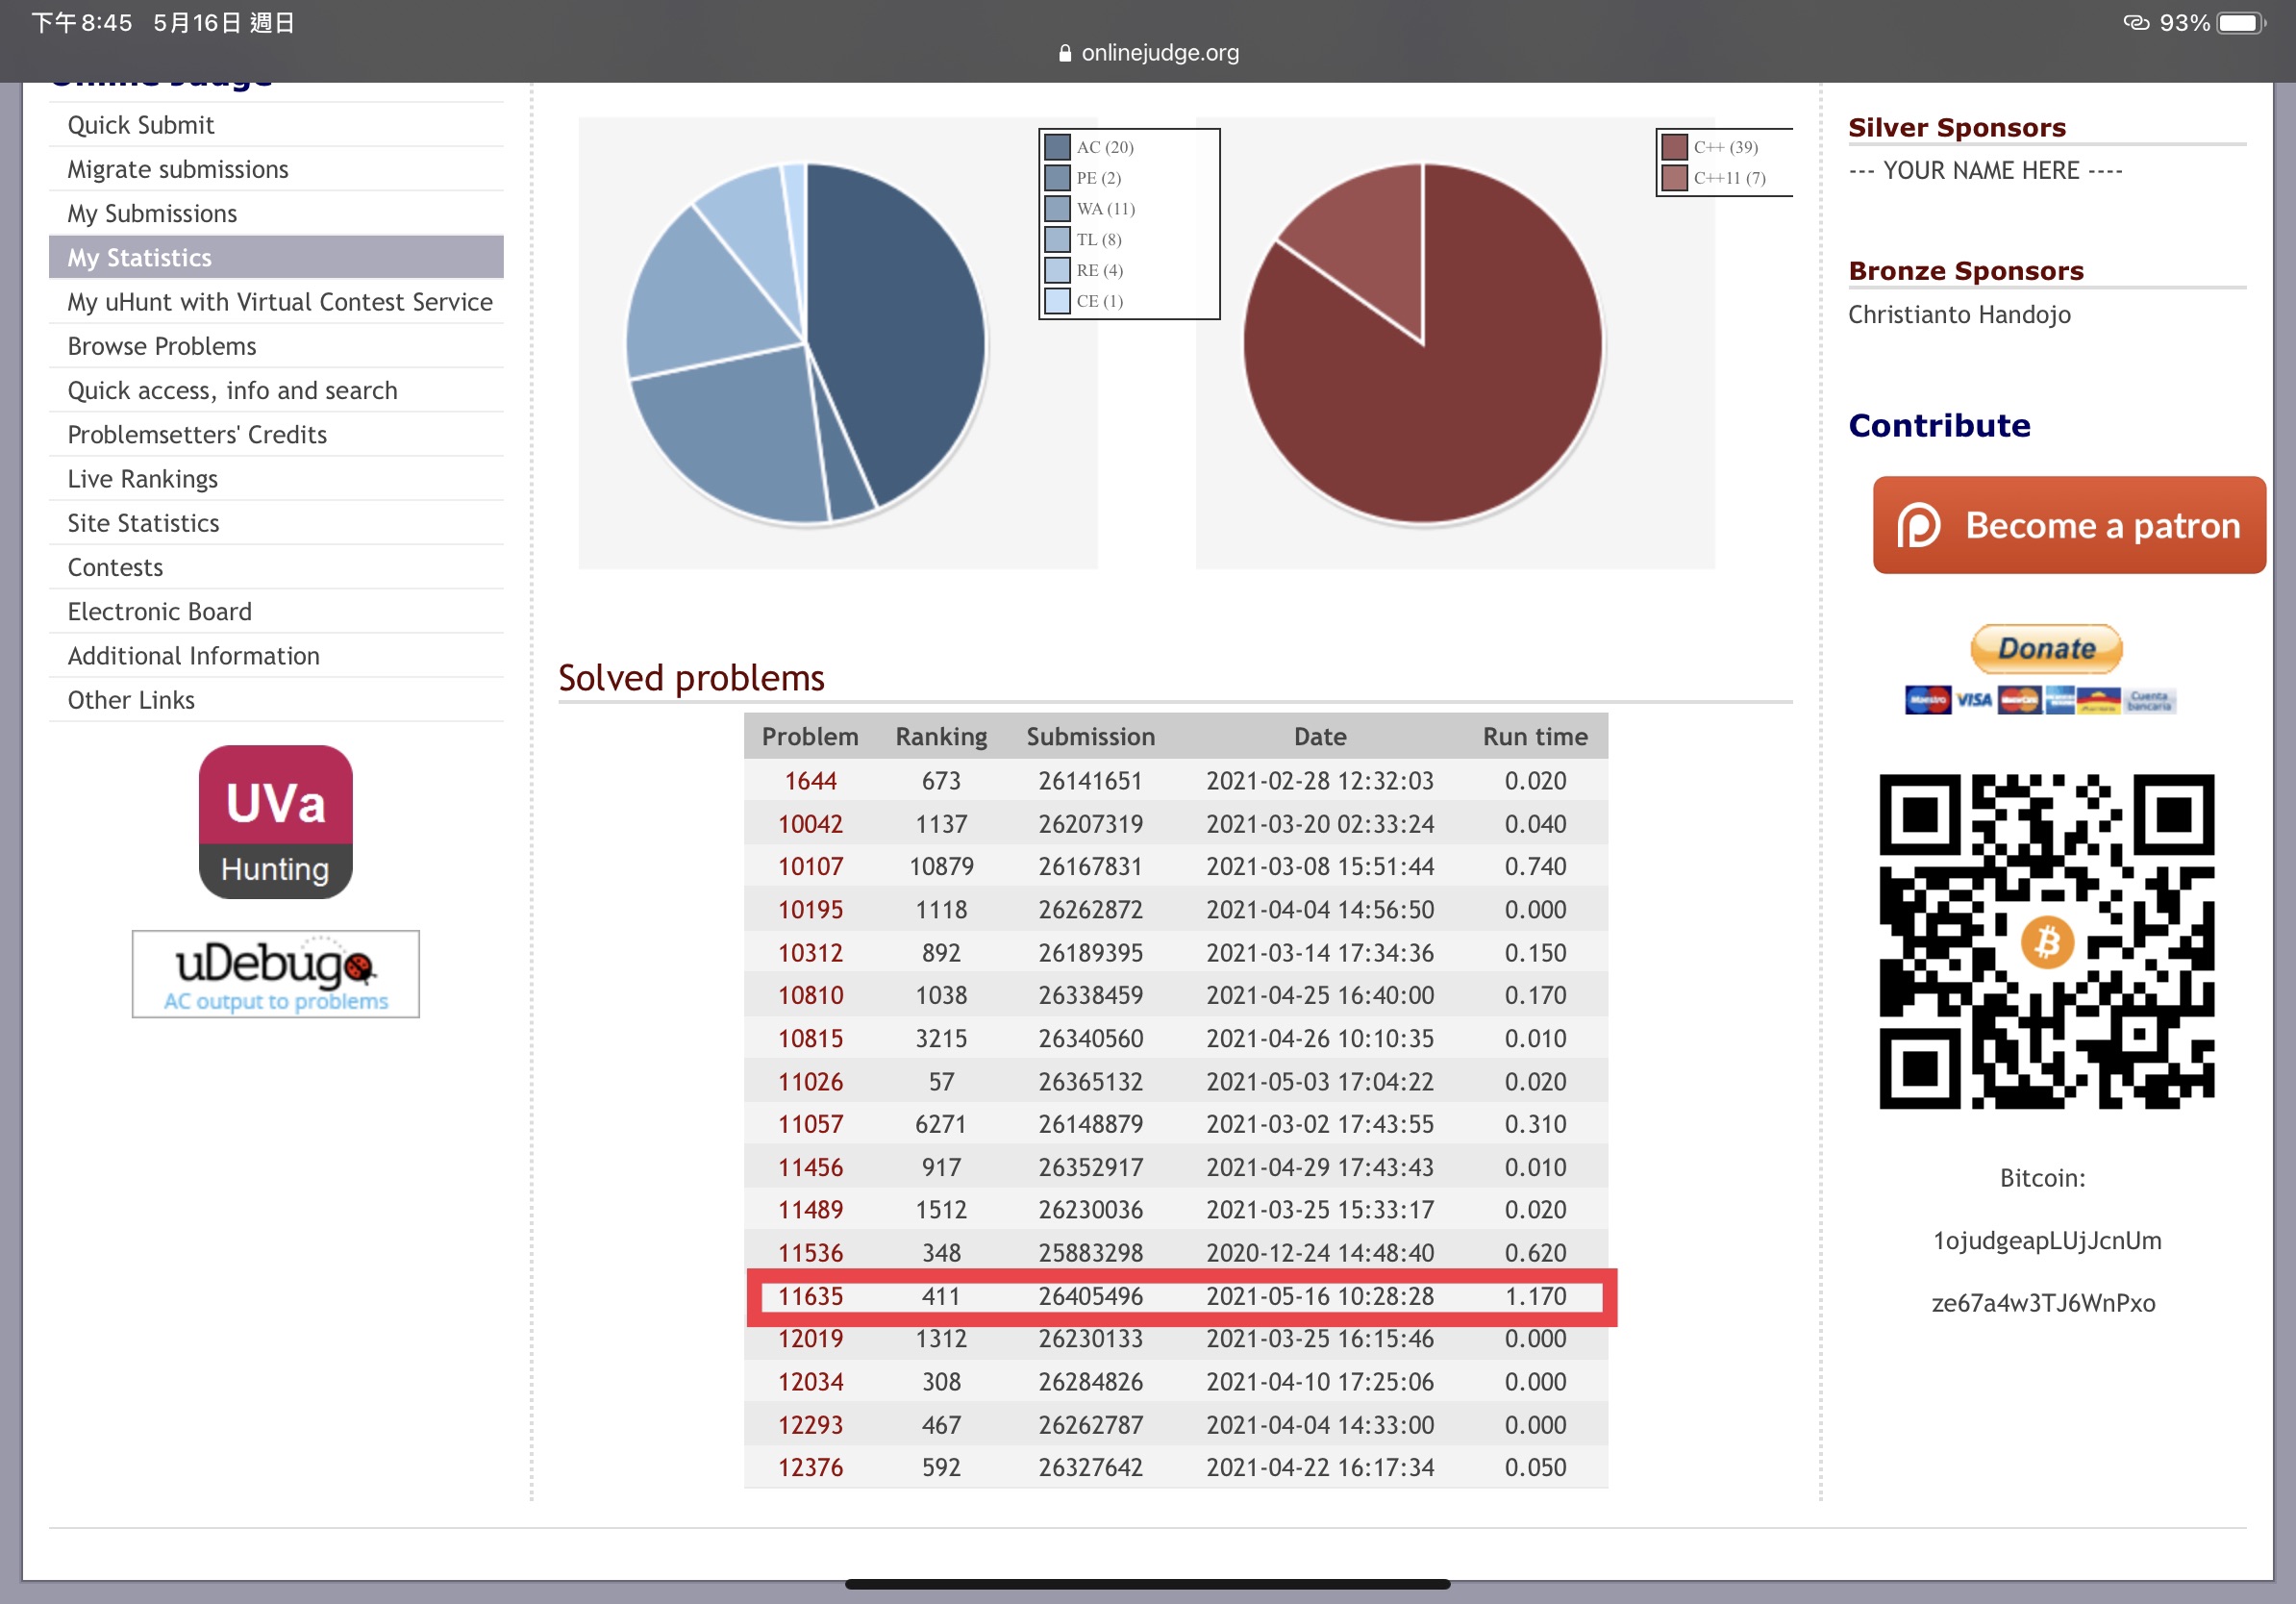 下午8:45 5月16日 週日
93%
onlinejudge.org
Online Judge
Quick Submit
Migrate submissions
My Submissions
My Statistics
My uHunt with Virtual Contest Service
Browse Problems
Quick access, info and search
Problemsetters' Credits
Live Rankings
Site Statistics
Contests
Electronic Board
Additional Information
Other Links
UVa
Hunting
uDebug
AC output to problems
AC (20)
PE (2)
WA (11)
TL (8)
RE (4)
CE (1)
C++ (39)
C++11 (7)
Solved problems
Problem Ranking Submission Date Run time
1644 673 26141651 2021-02-28 12:32:03 0.020
10042 1137 26207319 2021-03-20 02:33:24 0.040
10107 10879 26167831 2021-03-08 15:51:44 0.740
10195 1118 26262872 2021-04-04 14:56:50 0.000
10312 892 26189395 2021-03-14 17:34:36 0.150
10810 1038 26338459 2021-04-25 16:40:00 0.170
10815 3215 26340560 2021-04-26 10:10:35 0.010
11026 57 26365132 2021-05-03 17:04:22 0.020
11057 6271 26148879 2021-03-02 17:43:55 0.310
11456 917 26352917 2021-04-29 17:43:43 0.010
11489 1512 26230036 2021-03-25 15:33:17 0.020
11536 348 25883298 2020-12-24 14:48:40 0.620
11635 411 26405496 2021-05-16 10:28:28 1.170
12019 1312 26230133 2021-03-25 16:15:46 0.000
12034 308 26284826 2021-04-10 17:25:06 0.000
12293 467 26262787 2021-04-04 14:33:00 0.000
12376 592 26327642 2021-04-22 16:17:34 0.050
Silver Sponsors
--- YOUR NAME HERE ----
Bronze Sponsors
Christianto Handojo
Contribute
Become a patron
Donate
Maestro VISA Cuenta bancaria
Bitcoin:
1ojudgeapLUjJcnUm
ze67a4w3TJ6WnPxo